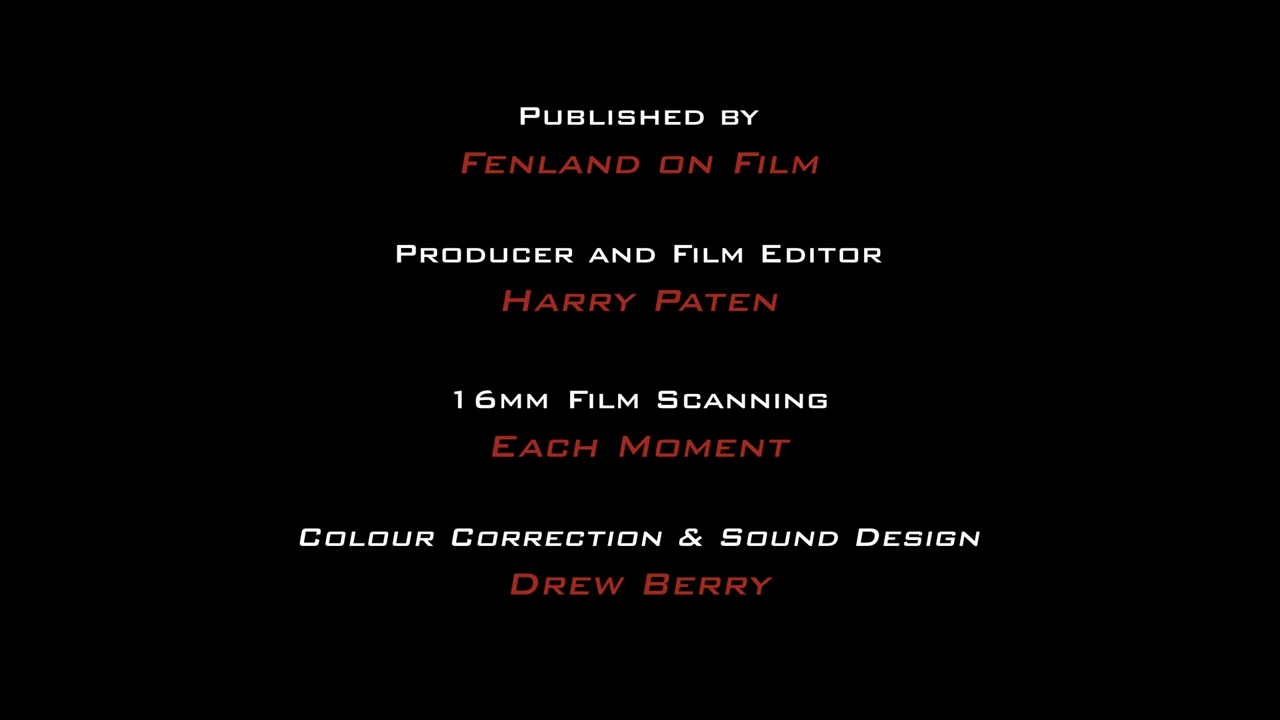 Published by
Fenland on Film
Producer and Film Editor
Harry Paten
16mm Film Scanning
Each Moment
Colour Correction & Sound Design
Drew Berry